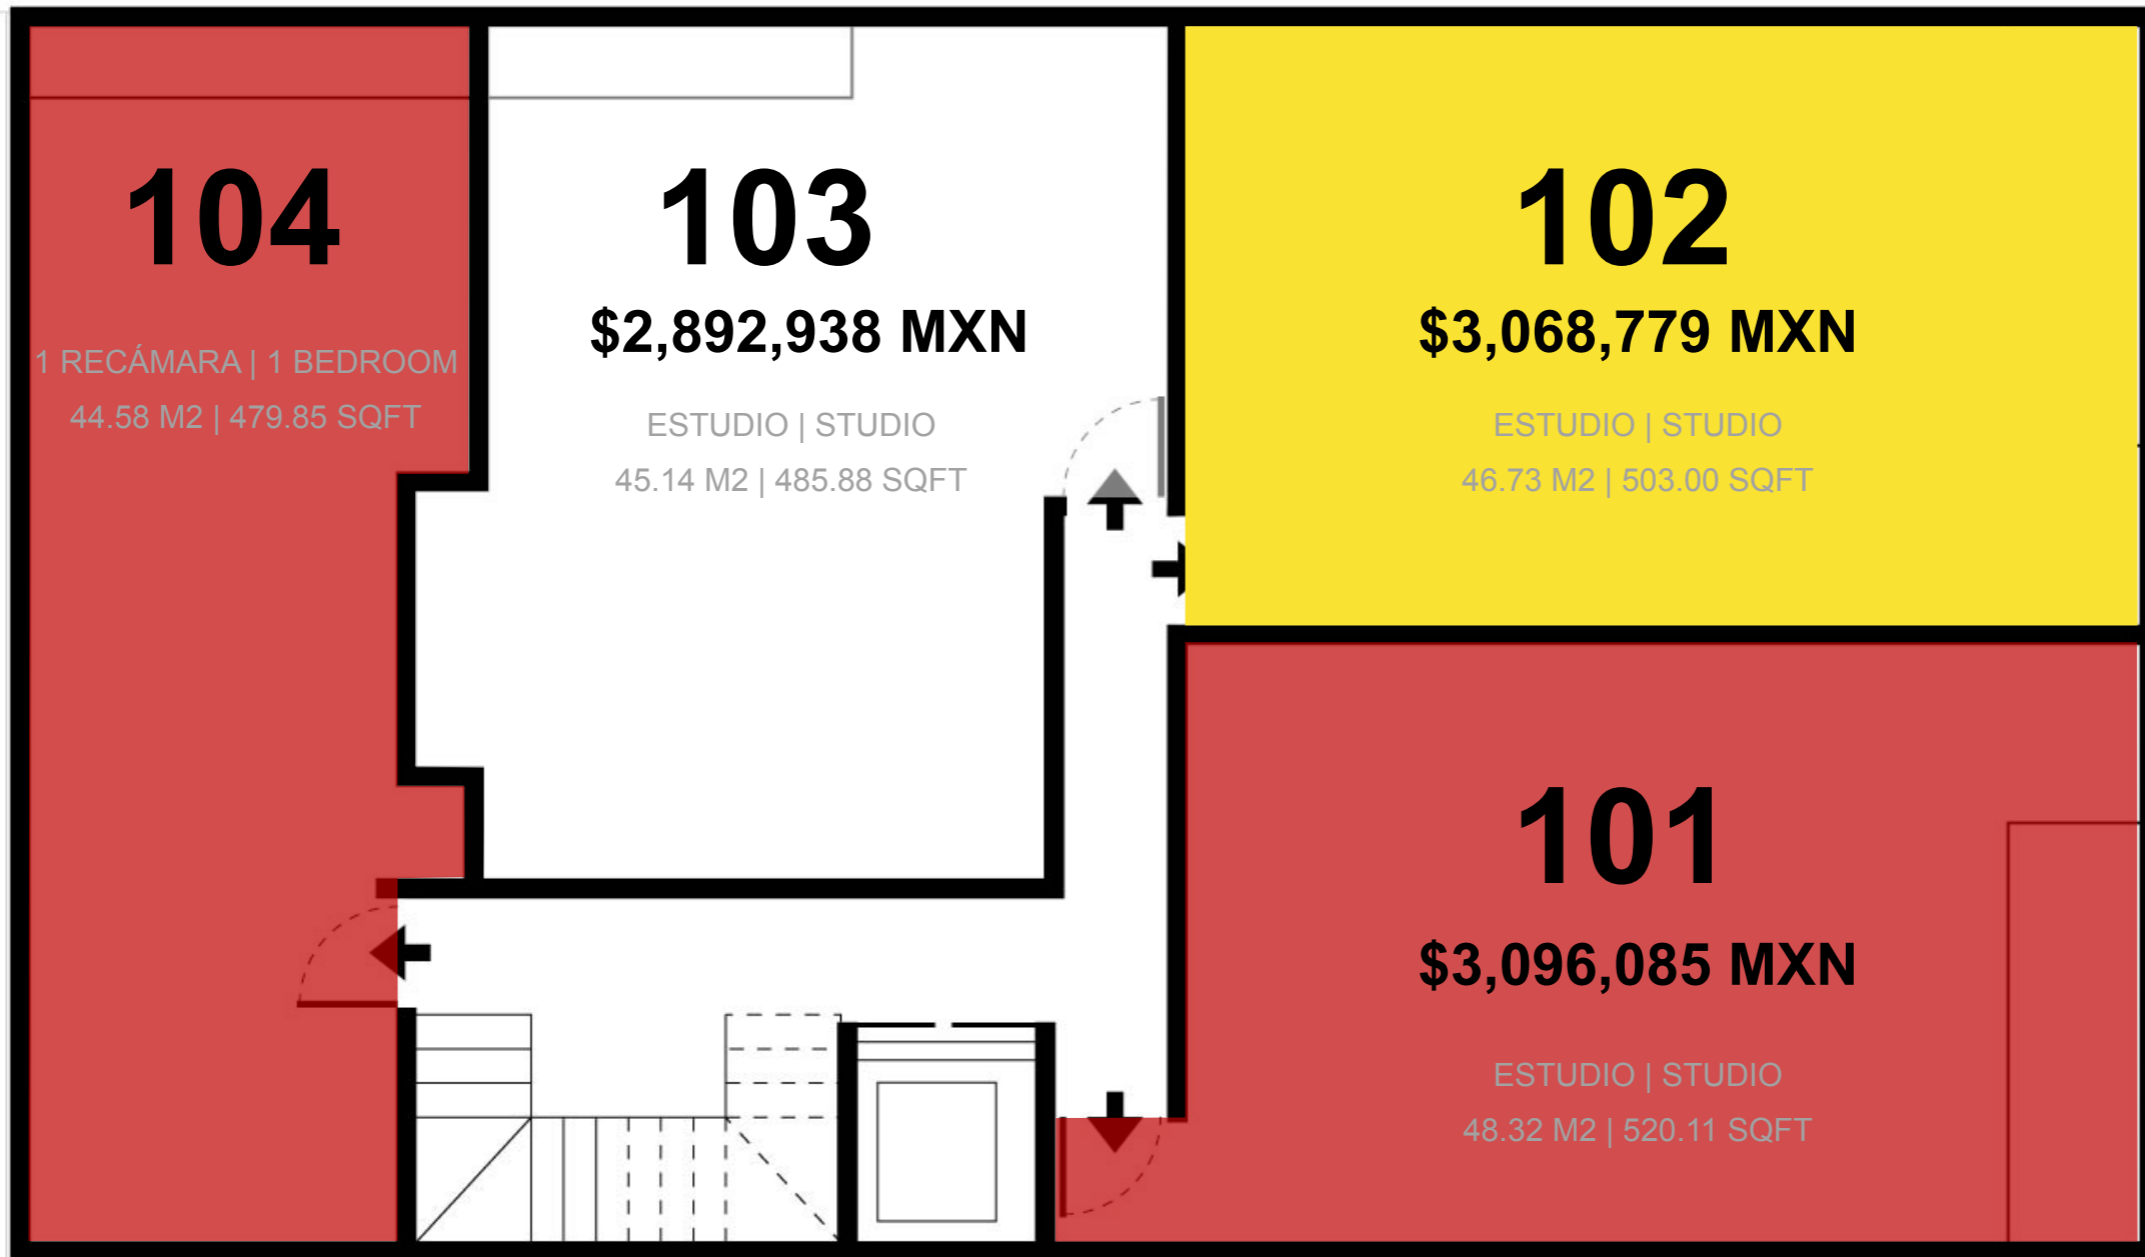 104
1 RECÁMARA | 1 BEDROOM
44.58 M2 | 479.85 SQFT
103
$2,892,938 MXN
ESTUDIO | STUDIO
45.14 M2 | 485.88 SQFT
102
$3,068,779 MXN
ESTUDIO | STUDIO
46.73 M2 | 503.00 SQFT
101
$3,096,085 MXN
ESTUDIO | STUDIO
48.32 M2 | 520.11 SQFT